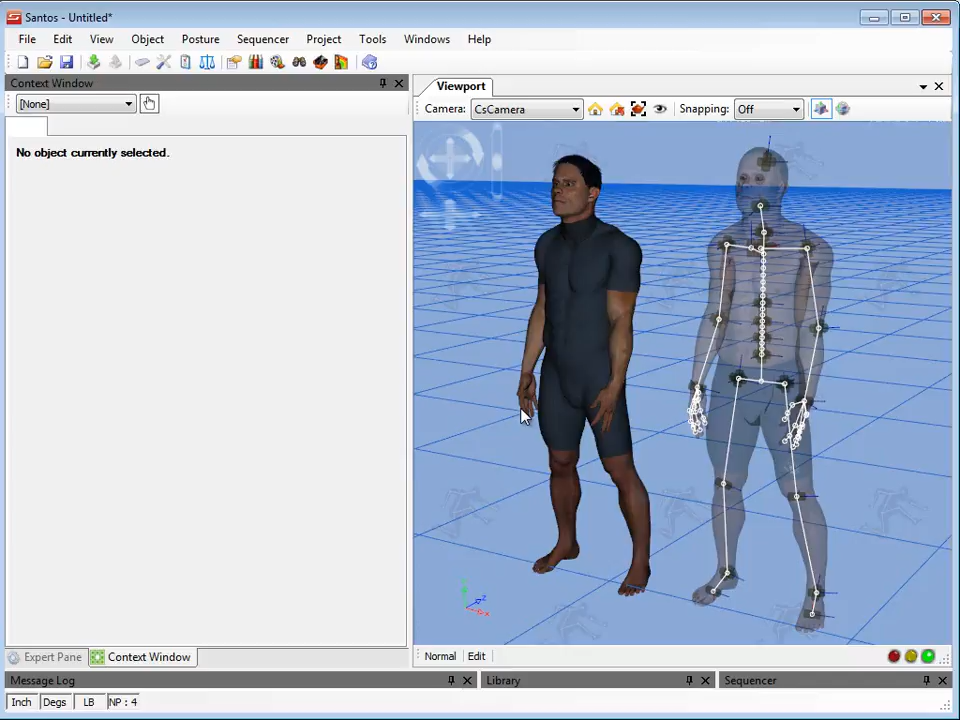 Santos - Untitled*
File Edit View Object Posture Sequencer Project Tools Windows Help
Context Window
Viewport
[None]
Camera: CsCamera Snapping: Off
No object currently selected.
Expert Pane Context Window
Normal Edit
Message Log Library Sequencer
Inch Degs LB NP : 4